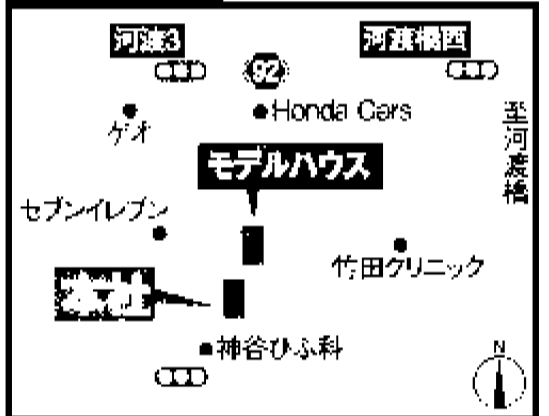 河渡3
河渡橋西
92
ゲオ
Honda Cars
至河渡橋
モデルハウス
セブンイレブン
竹田クリニック
神谷ひふ科
N